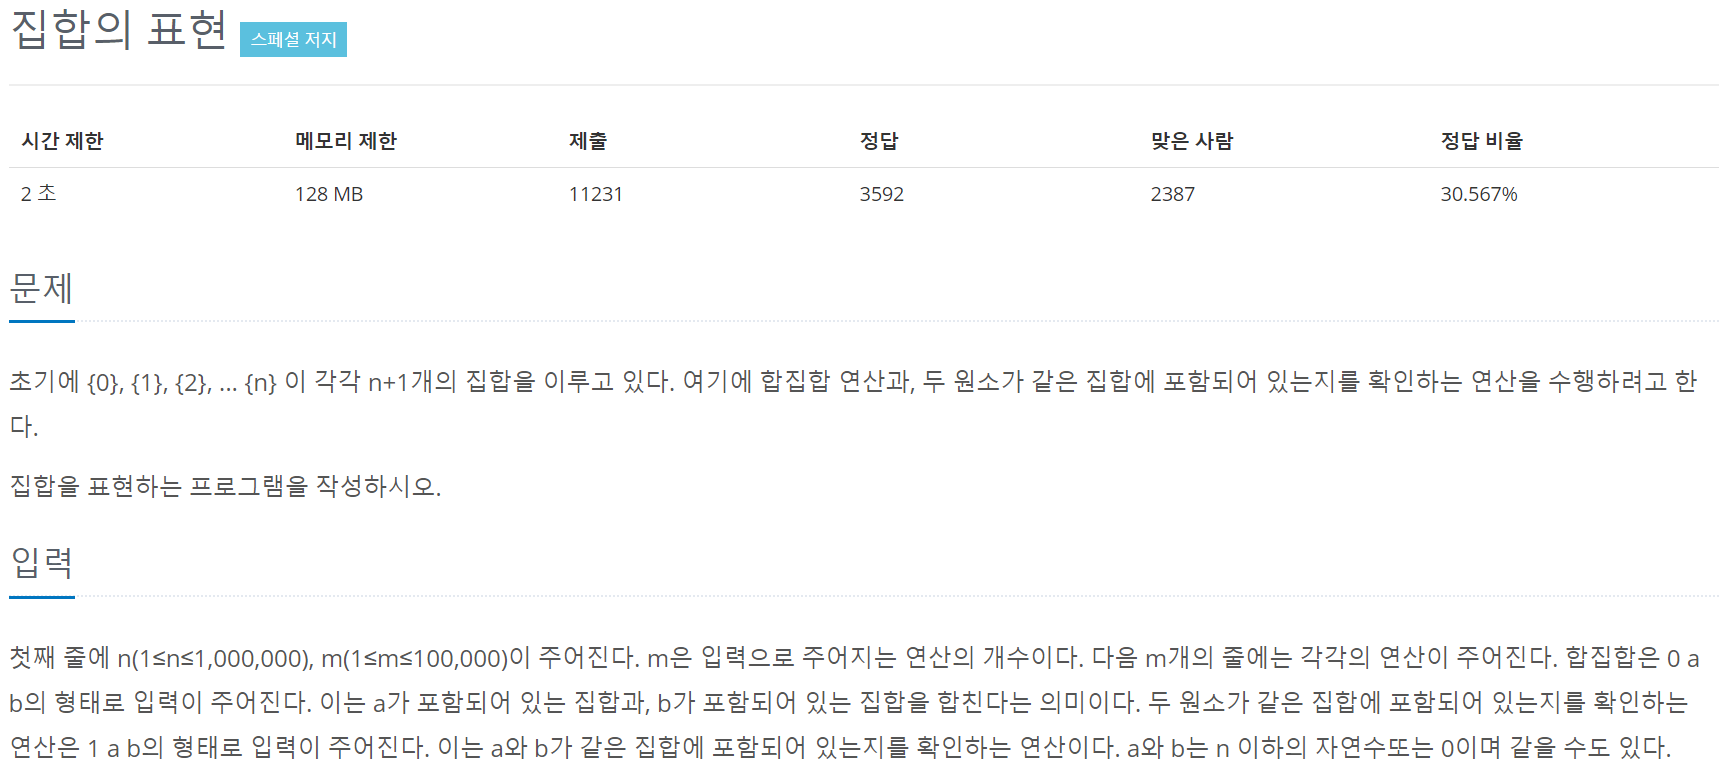 집합의 표현 스페셜 저지
시간 제한 메모리 제한 제출 정답 맞은 사람 정답 비율
2 초 128 MB 11231 3592 2387 30.567%
문제
초기에 {0}, {1}, {2}, ... {n} 이 각각 n+1개의 집합을 이루고 있다. 여기에 합집합 연산과, 두 원소가 같은 집합에 포함되어 있는지를 확인하는 연산을 수행하려고 한
다.
집합을 표현하는 프로그램을 작성하시오.
입력
첫째 줄에 n(1≤n≤1,000,000), m(1≤m≤100,000)이 주어진다. m은 입력으로 주어지는 연산의 개수이다. 다음 m개의 줄에는 각각의 연산이 주어진다. 합집합은 0 a
b의 형태로 입력이 주어진다. 이는 a가 포함되어 있는 집합과, b가 포함되어 있는 집합을 합친다는 의미이다. 두 원소가 같은 집합에 포함되어 있는지를 확인하는
연산은 1 a b의 형태로 입력이 주어진다. 이는 a와 b가 같은 집합에 포함되어 있는지를 확인하는 연산이다. a와 b는 n 이하의 자연수또는 0이며 같을 수도 있다.